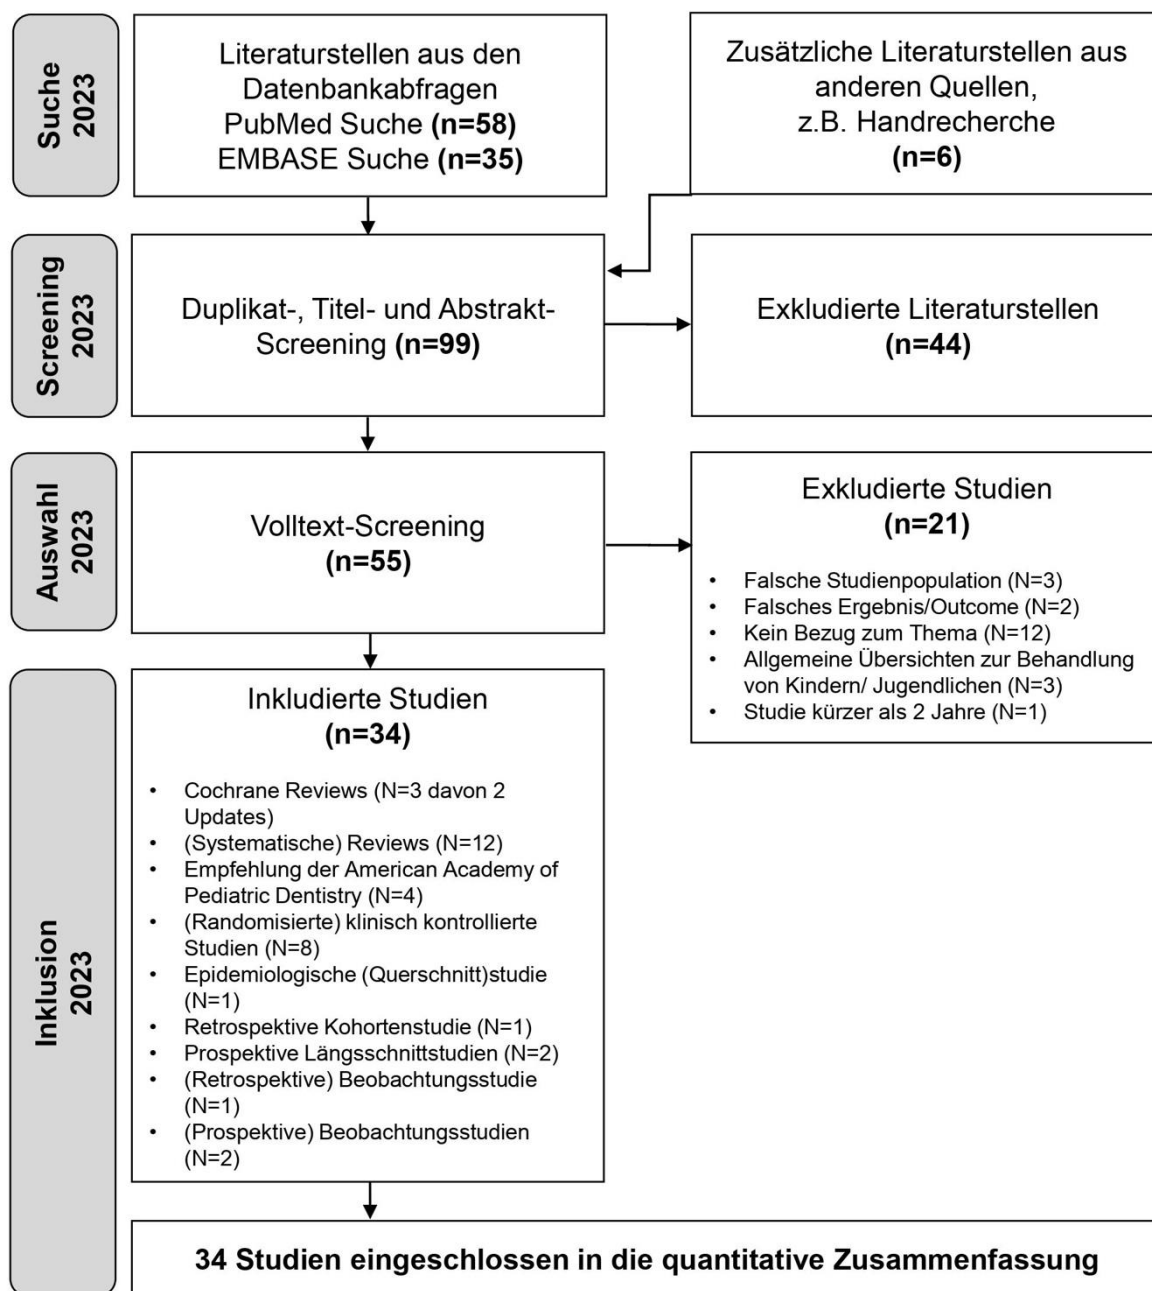 Suche
2023
Literaturstellen aus den
Datenbankabfragen
PubMed Suche (n=58)
EMBASE Suche (n=35)
Zusätzliche Literaturstellen aus
anderen Quellen,
z.B. Handrecherche
(n=6)
Screening
2023
Duplikat-, Titel- und Abstrakt-
Screening (n=99)
Exkludierte Literaturstellen
(n=44)
Auswahl
2023
Volltext-Screening
(n=55)
Exkludierte Studien
(n=21)
• Falsche Studienpopulation (N=3)
• Falsches Ergebnis/Outcome (N=2)
• Kein Bezug zum Thema (N=12)
• Allgemeine Übersichten zur Behandlung
von Kindern/ Jugendlichen (N=3)
• Studie kürzer als 2 Jahre (N=1)
Inklusion
2023
Inkludierte Studien
(n=34)
• Cochrane Reviews (N=3 davon 2
Updates)
• (Systematische) Reviews (N=12)
• Empfehlung der American Academy of
Pediatric Dentistry (N=4)
• (Randomisierte) klinisch kontrollierte
Studien (N=8)
• Epidemiologische (Querschnitt)studie
(N=1)
• Retrospektive Kohortenstudie (N=1)
• Prospektive Längsschnittstudien (N=2)
• (Retrospektive) Beobachtungsstudie
(N=1)
• (Prospektive) Beobachtungsstudien
(N=2)
34 Studien eingeschlossen in die quantitative Zusammenfassung